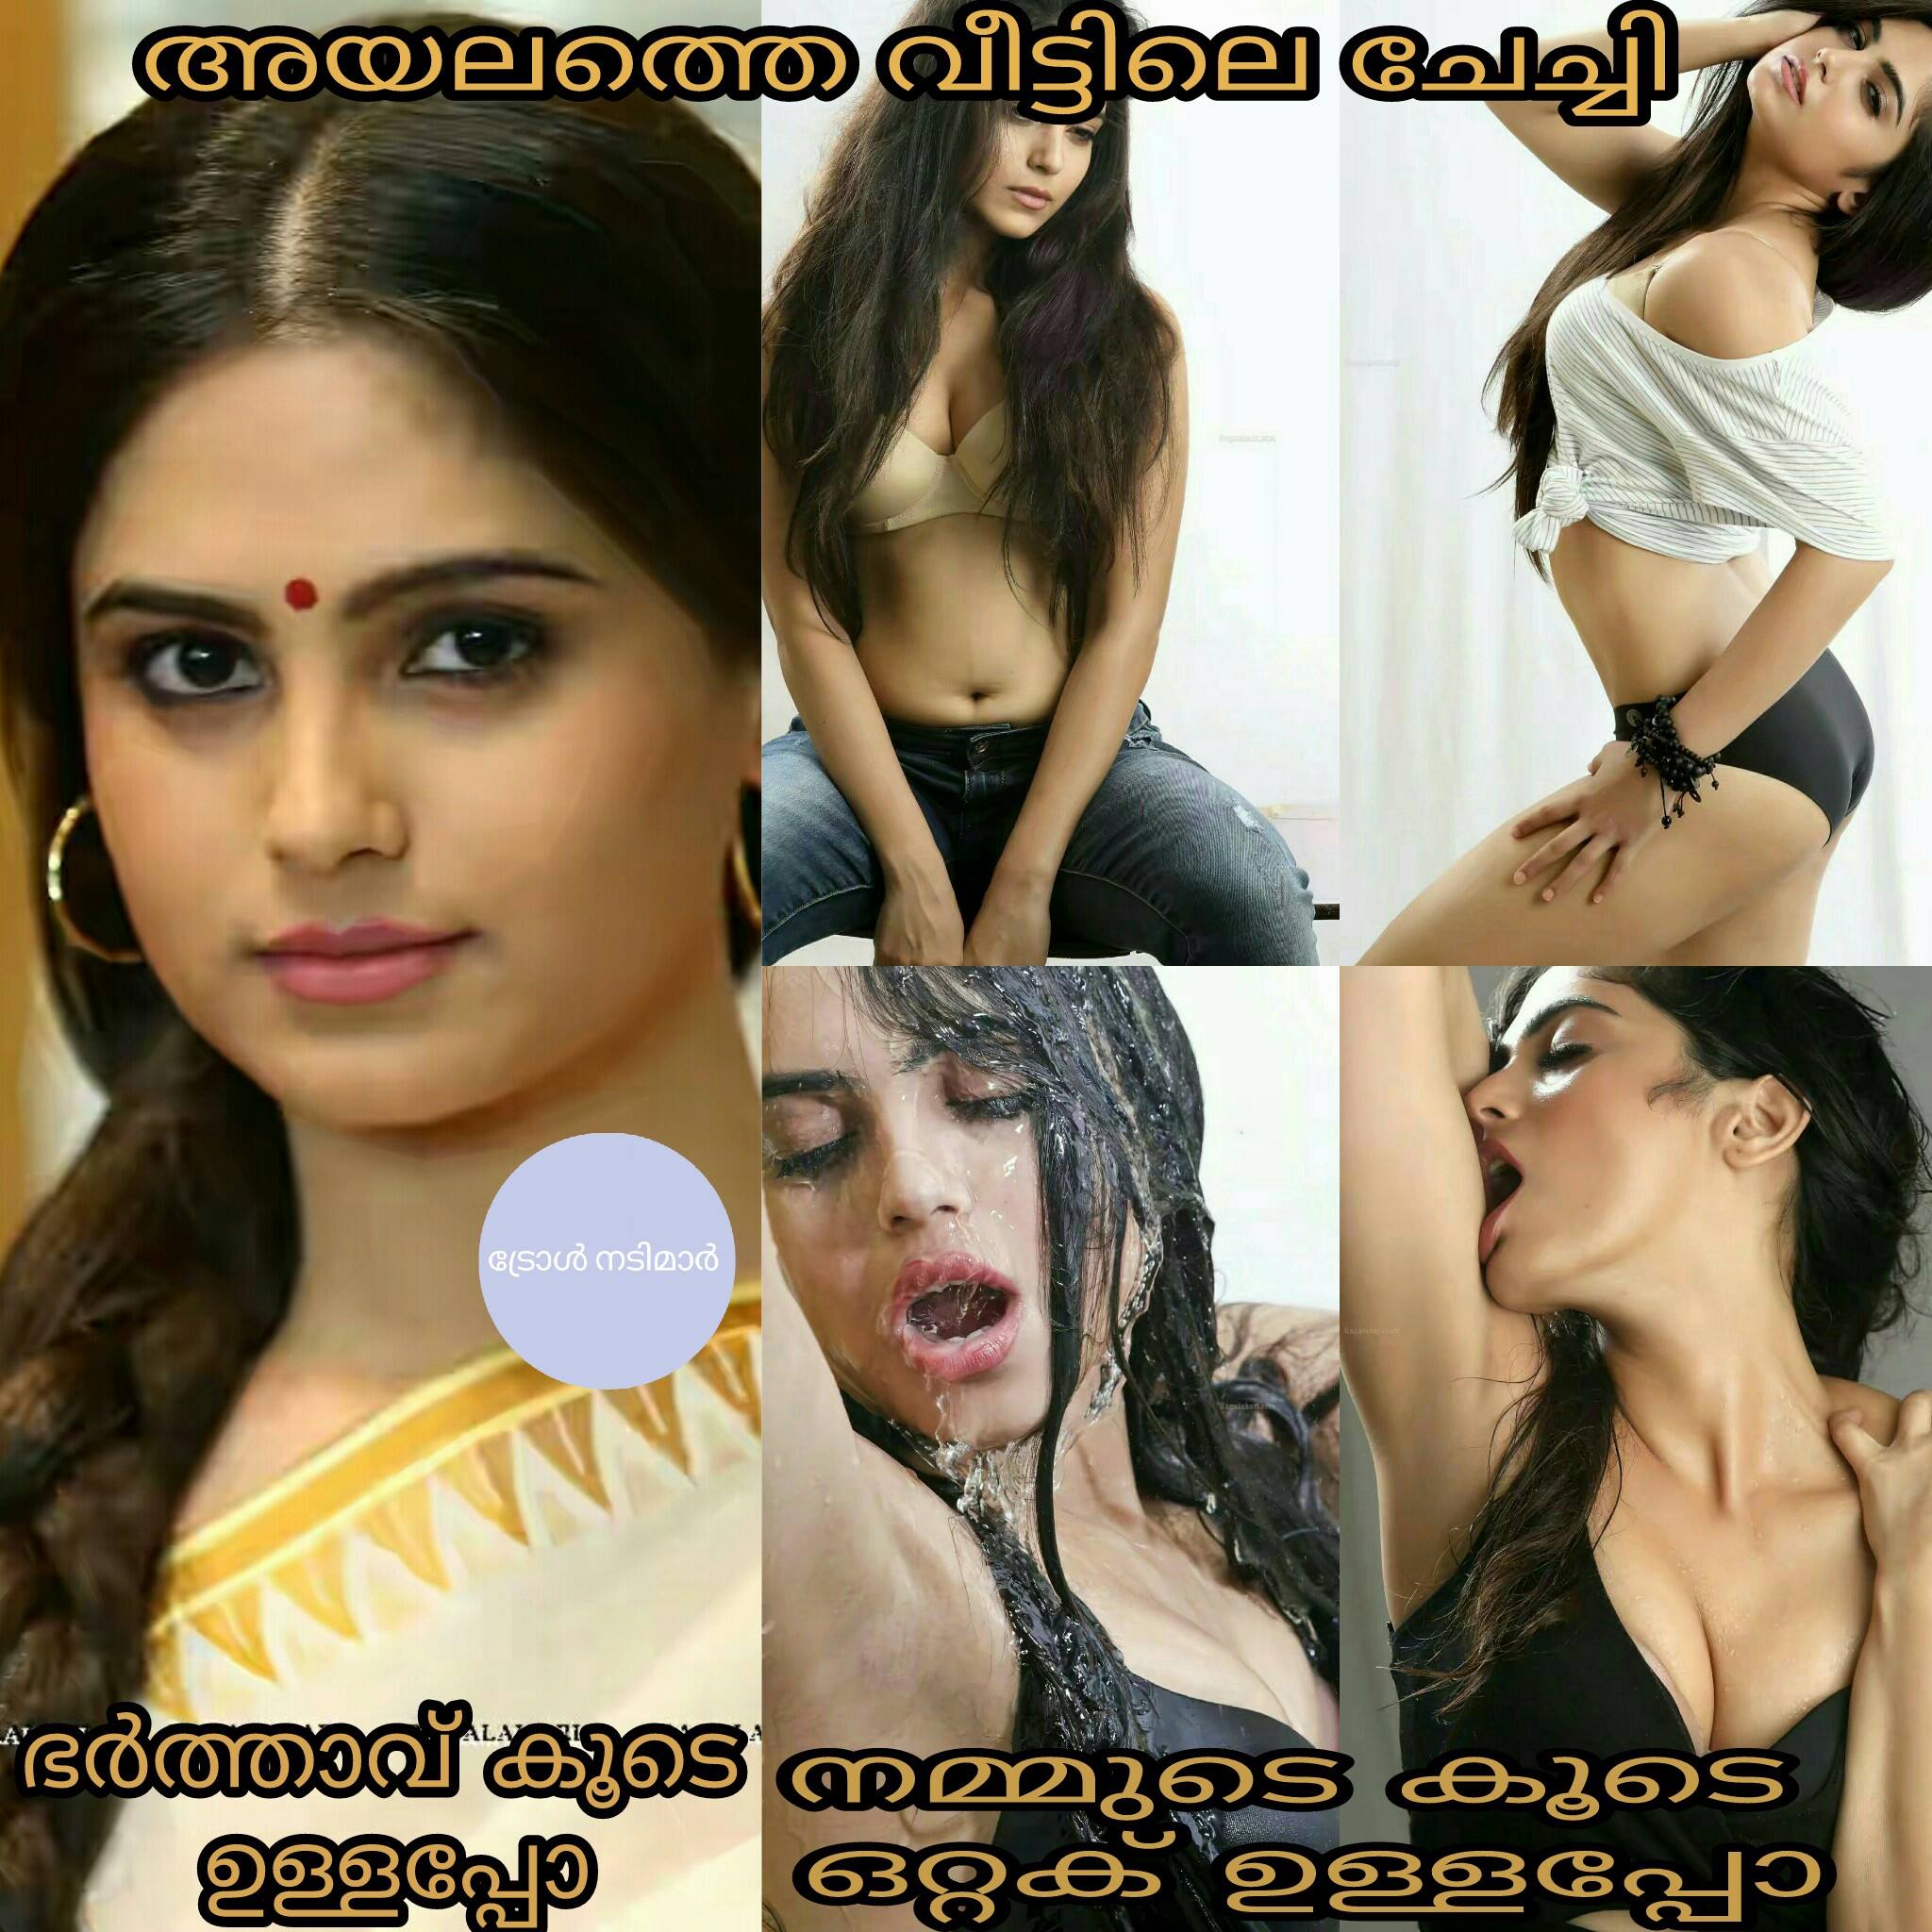 അയലത്തെ വീട്ടിലെ ചേച്ചി
ട്രോൾ നടിമാർ
ഭർത്താവ് കൂടെ
ഉള്ളപ്പോ
നമ്മുടെ കൂടെ
ഒറ്റക് ഉള്ളപ്പോ